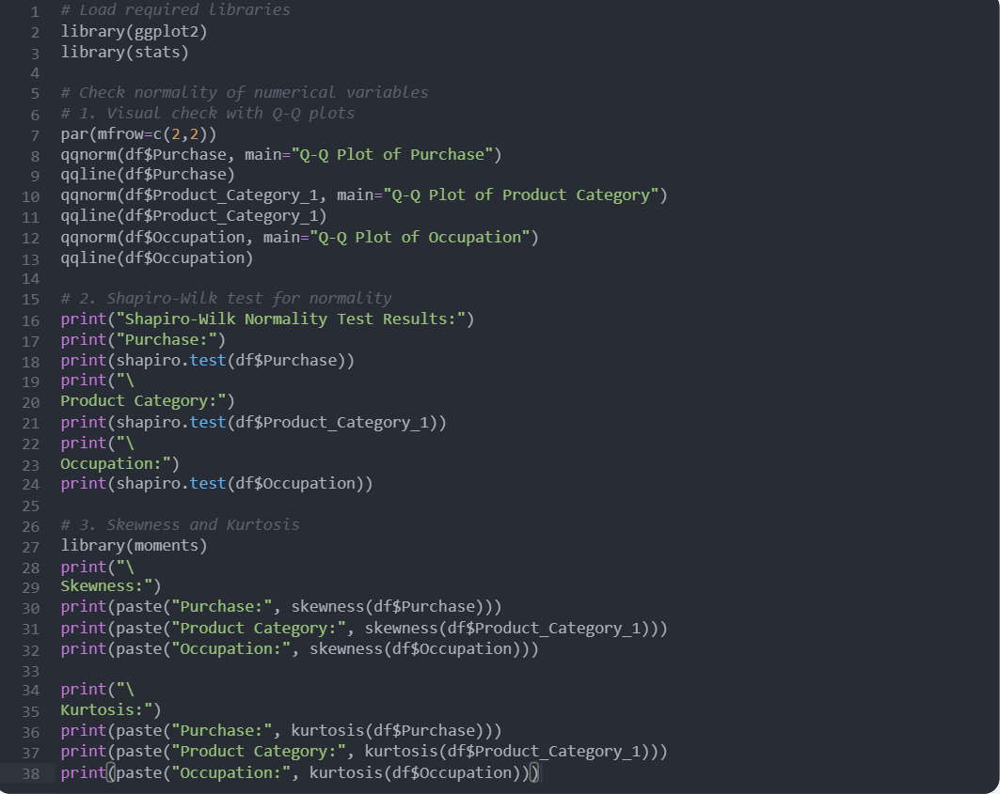 1 # Load required libraries
2 library(ggplot2)
3 library(stats)
4
5 # Check normality of numerical variables
6 # 1. Visual check with Q-Q plots
7 par(mfrow=c(2,2))
8 qqnorm(df$Purchase, main="Q-Q Plot of Purchase")
9 qqline(df$Purchase)
10 qqnorm(df$Product_Category_1, main="Q-Q Plot of Product Category")
11 qqline(df$Product_Category_1)
12 qqnorm(df$Occupation, main="Q-Q Plot of Occupation")
13 qqline(df$Occupation)
14
15 # 2. Shapiro-Wilk test for normality
16 print("Shapiro-Wilk Normality Test Results:")
17 print("Purchase:")
18 print(shapiro.test(df$Purchase))
19 print("\
20 Product Category:")
21 print(shapiro.test(df$Product_Category_1))
22 print("\
23 Occupation:")
24 print(shapiro.test(df$Occupation))
25
26 # 3. Skewness and Kurtosis
27 library(moments)
28 print("\
29 Skewness:")
30 print(paste("Purchase:", skewness(df$Purchase)))
31 print(paste("Product Category:", skewness(df$Product_Category_1)))
32 print(paste("Occupation:", skewness(df$Occupation)))
33
34 print("\
35 Kurtosis:")
36 print(paste("Purchase:", kurtosis(df$Purchase)))
37 print(paste("Product Category:", kurtosis(df$Product_Category_1)))
38 print(paste("Occupation:", kurtosis(df$Occupation)))